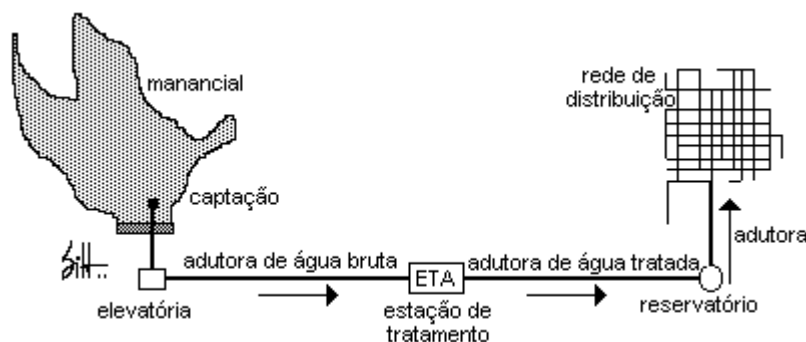 manancial
captação
elevatória
adutora de água bruta
ETA
estação de
tratamento
adutora de água tratada
reservatório
adutora
rede de
distribuição